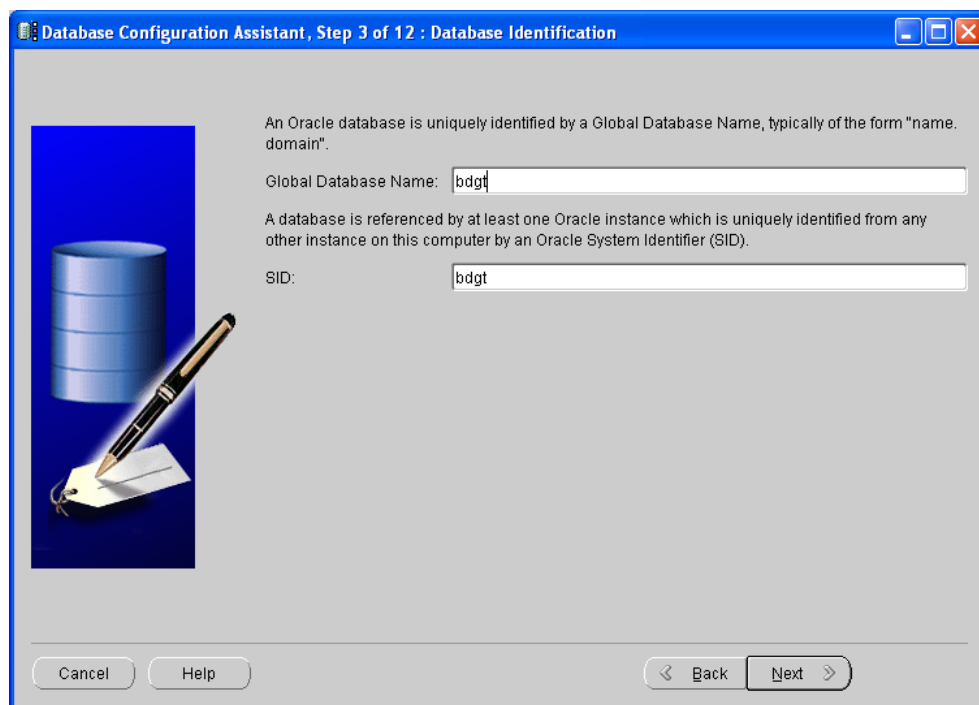 Database Configuration Assistant, Step 3 of 12 : Database Identification
An Oracle database is uniquely identified by a Global Database Name, typically of the form "name.
domain".
Global Database Name: bdgt
A database is referenced by at least one Oracle instance which is uniquely identified from any
other instance on this computer by an Oracle System Identifier (SID).
SID: bdgt
Cancel Help Back Next